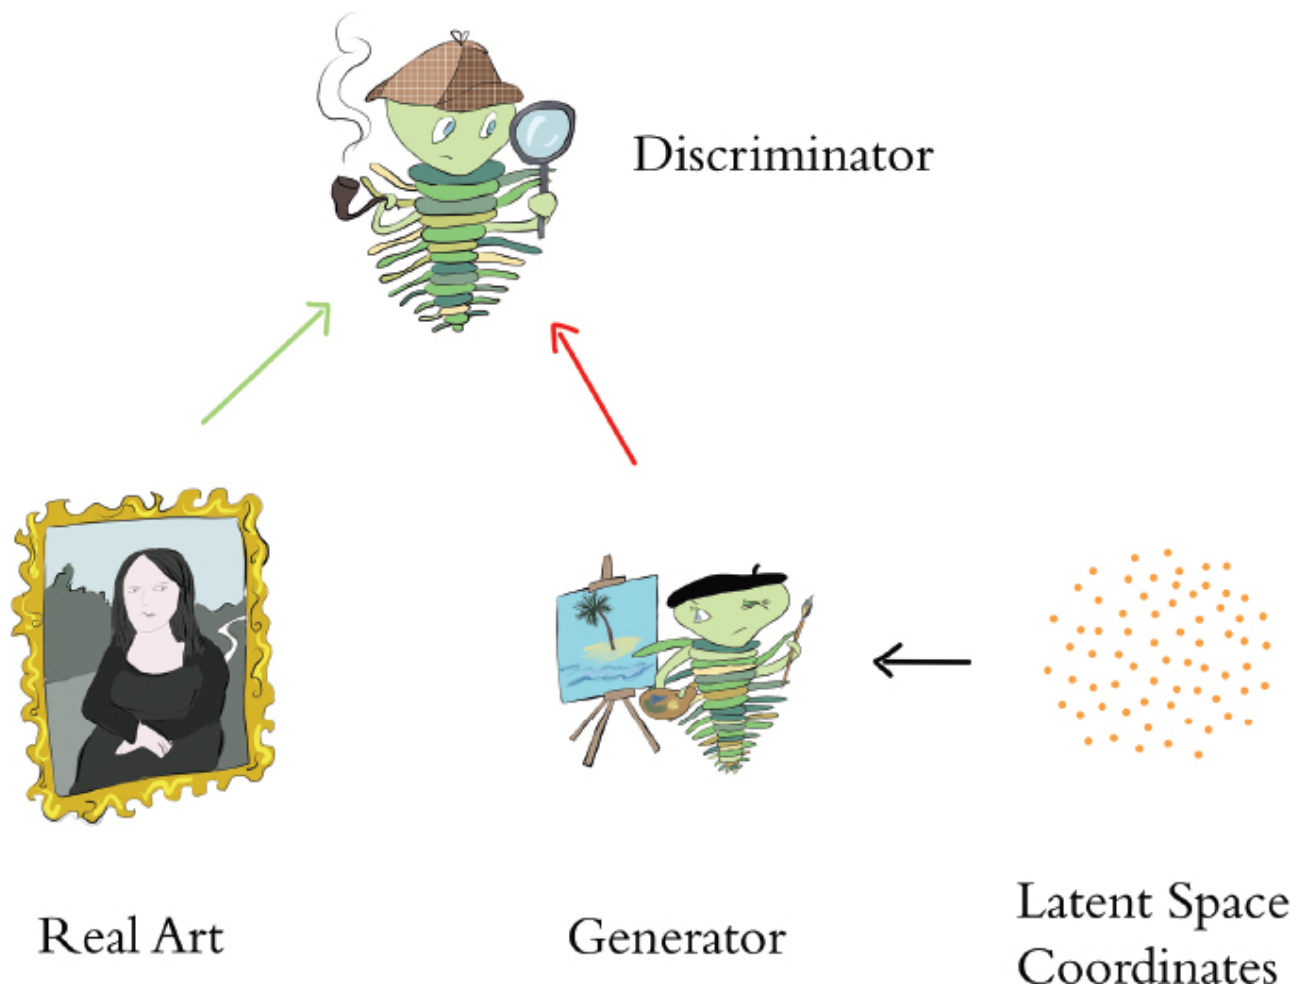 Discriminator
Real Art
Generator
Latent Space
Coordinates